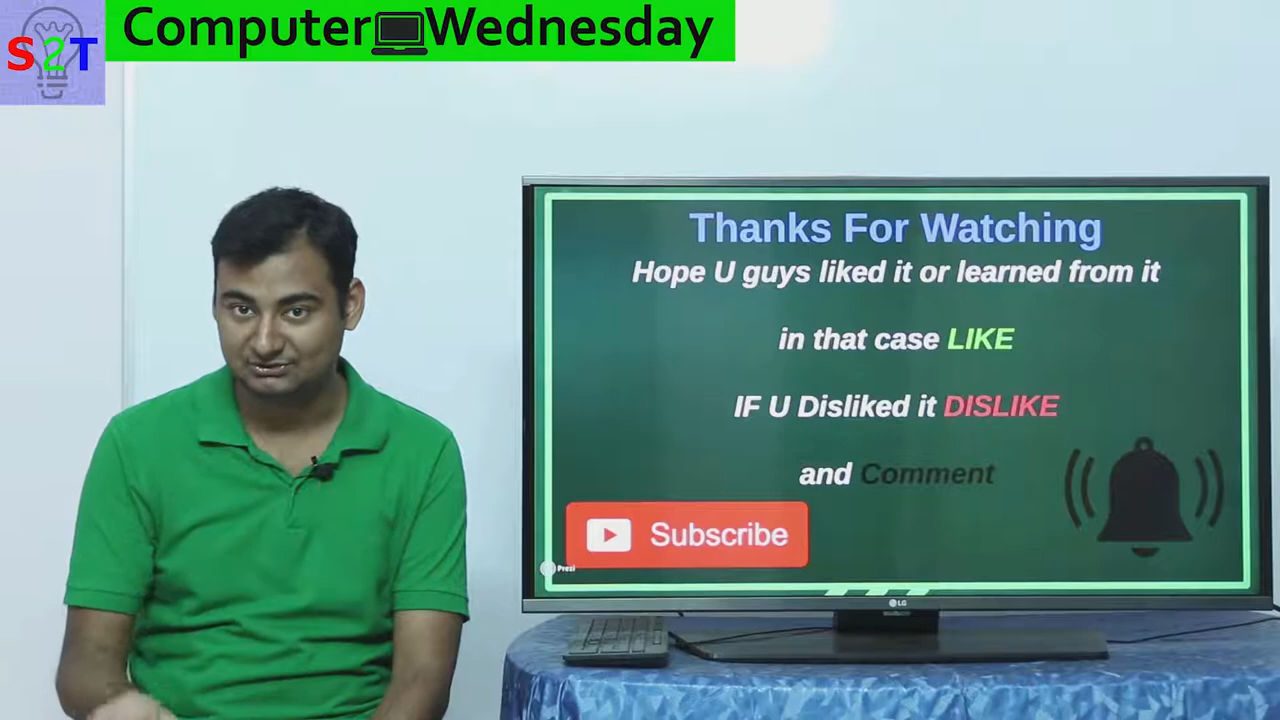 S2T
Computer Wednesday
Thanks For Watching
Hope U guys liked it or learned from it
in that case LIKE
IF U Disliked it DISLIKE
and Comment
Subscribe
Prezi
LG